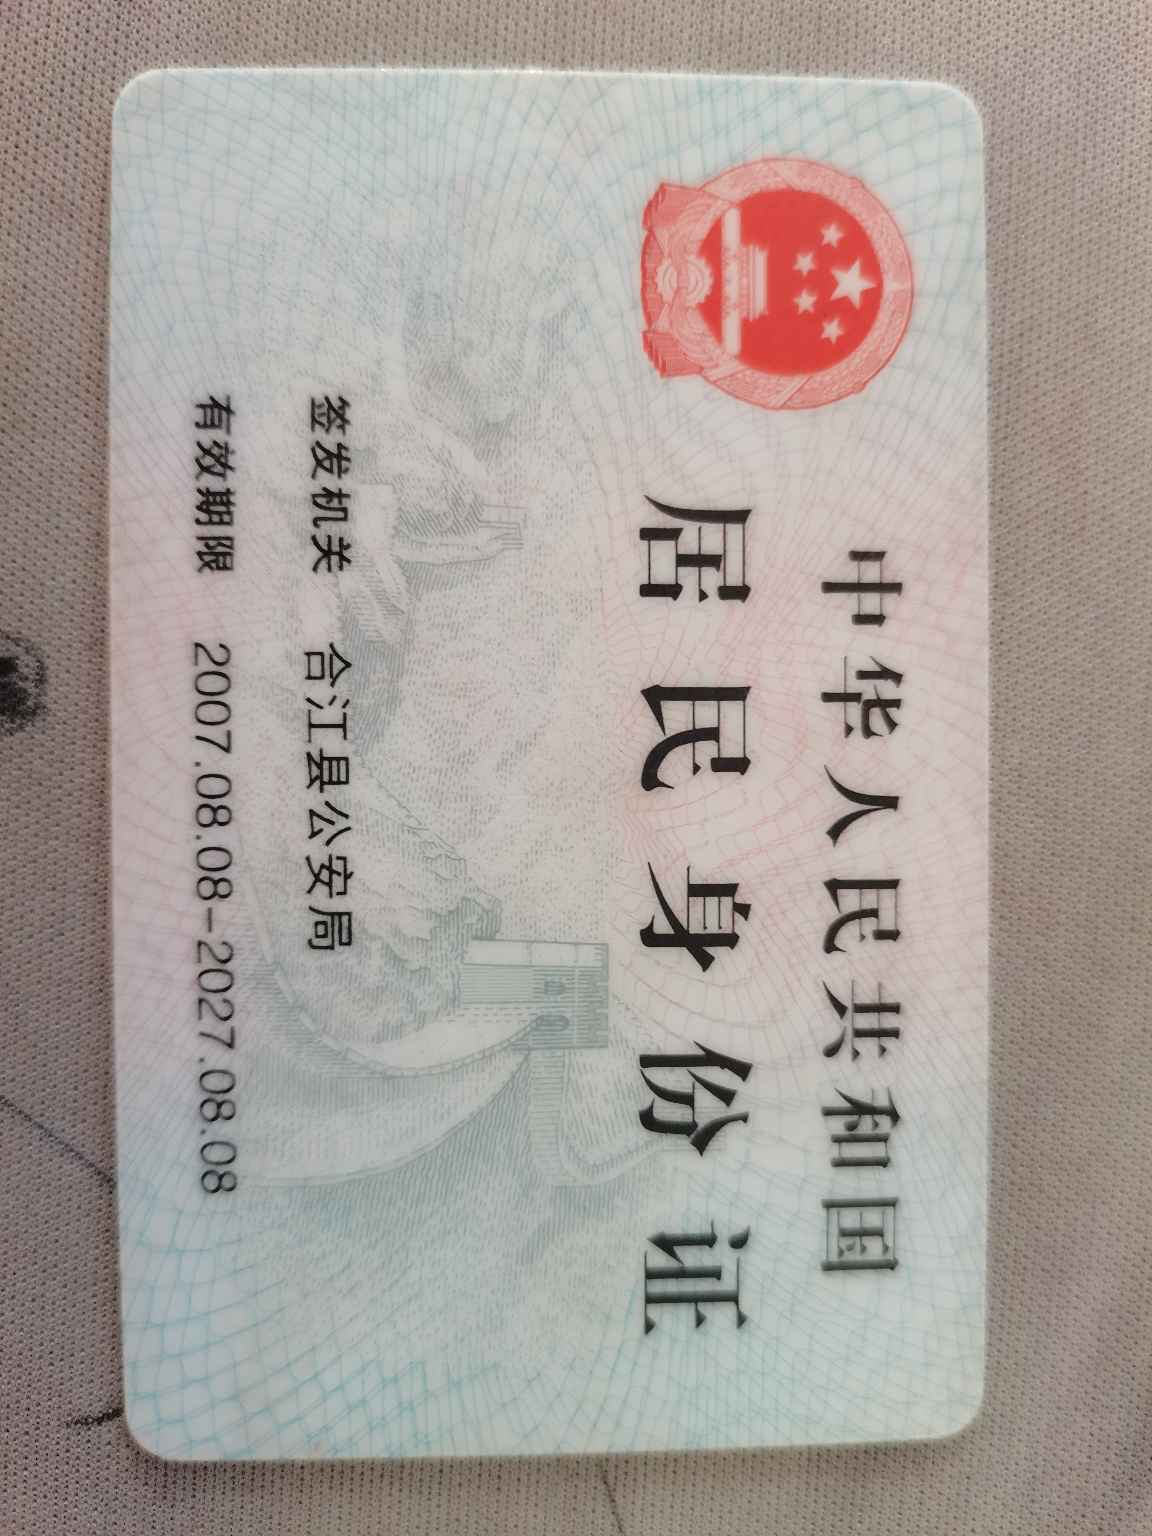 中华人民共和国
居民身份证
签发机关 合江县公安局
有效期限 2007.08.08-2027.08.08